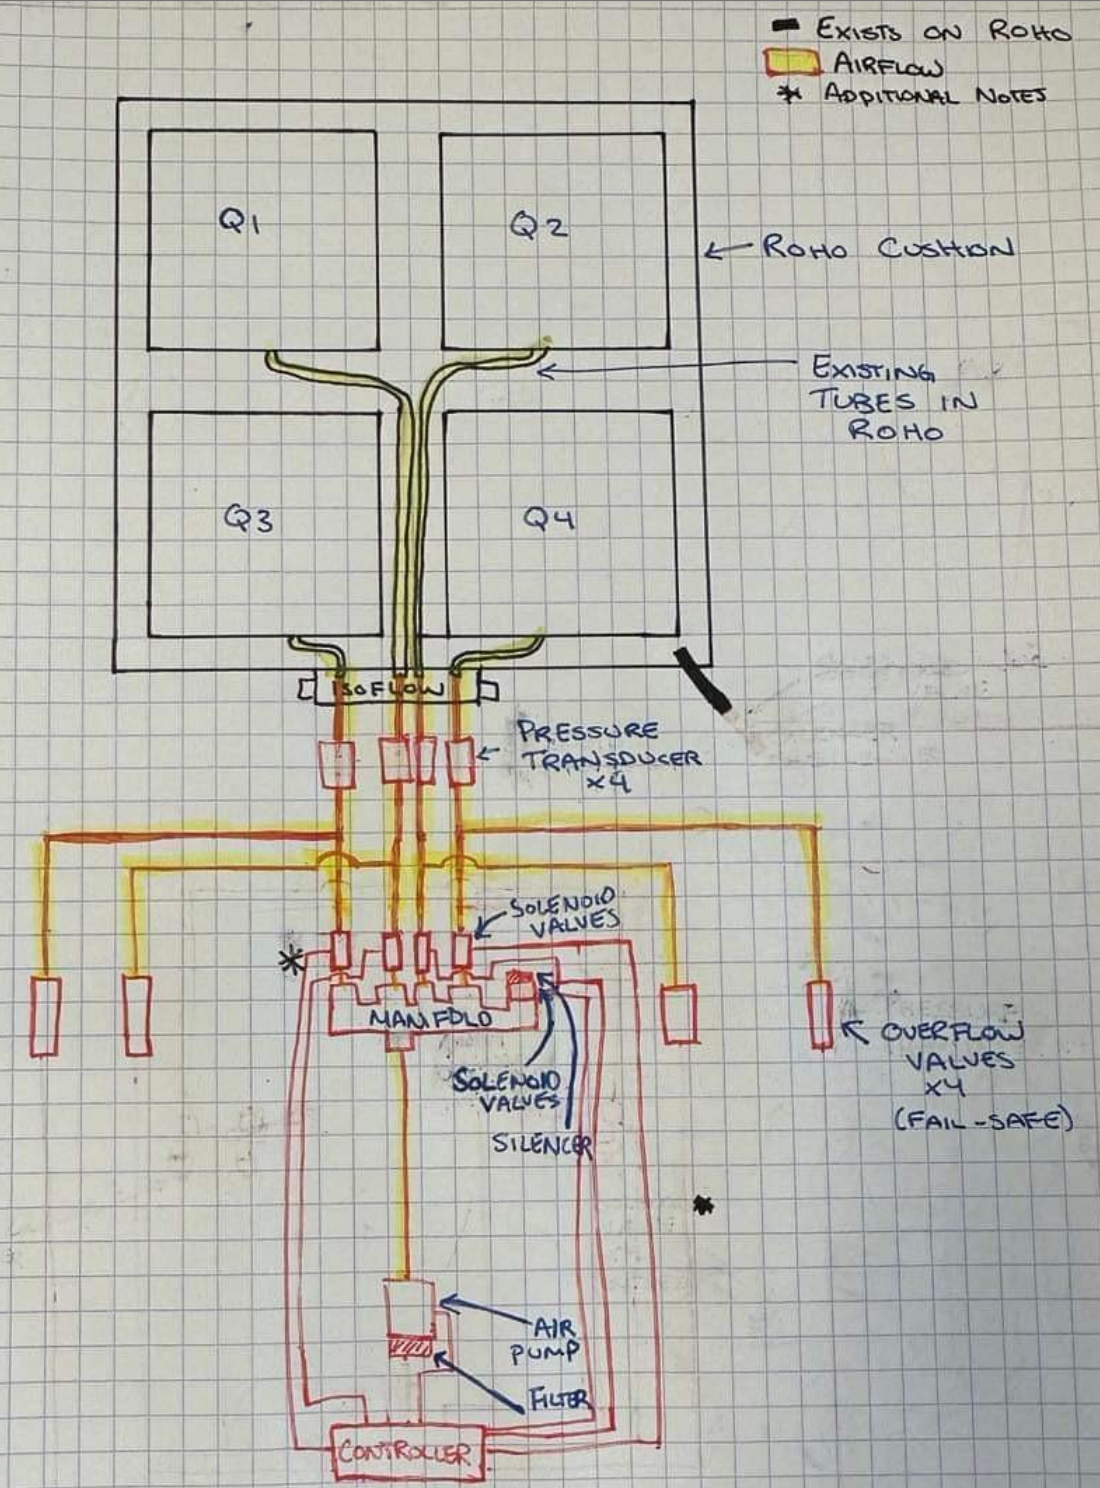 EXISTS ON ROHO
AIRFLOW
* ADDITIONAL NOTES
Q1
Q2
ROHO CUSHION
EXISTING
TUBES IN
ROHO
Q3
Q4
ISOFLOW
PRESSURE
TRANSDUCER
x4
SOLENOID
VALVES
*
MANIFOLD
OVERFLOW
VALVES
x4
(FAIL-SAFE)
SOLENOID
VALVES
SILENCER
*
AIR
PUMP
FILTER
CONTROLLER